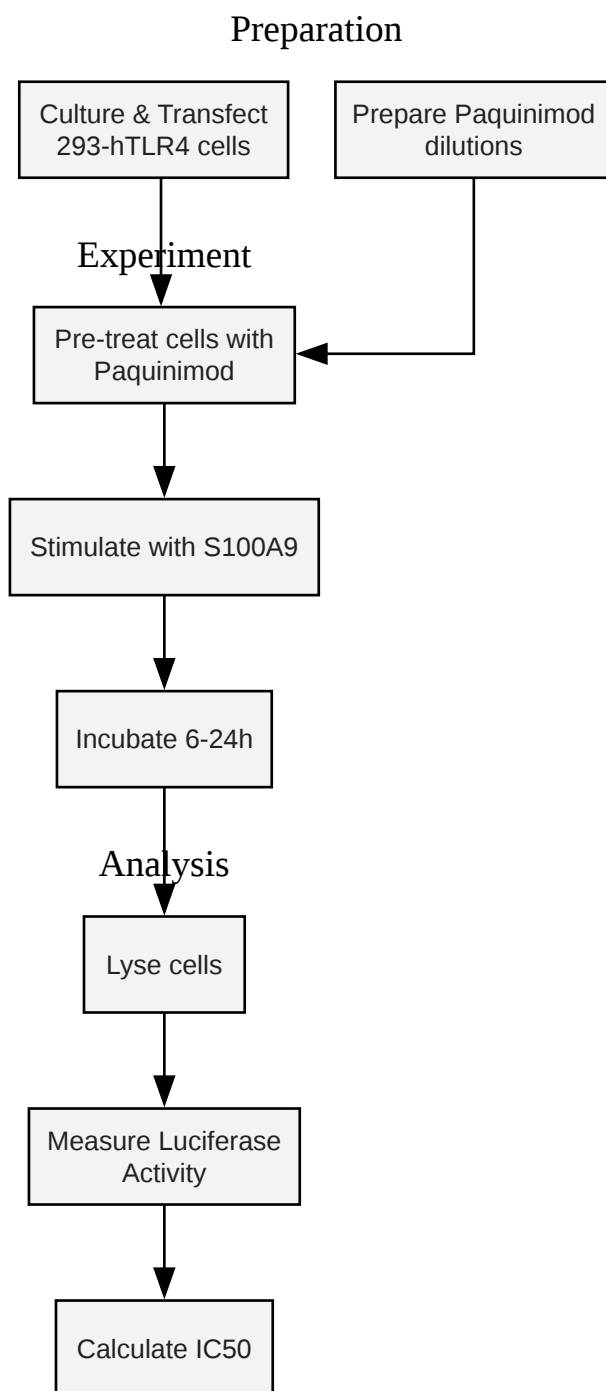 Preparation
Culture & Transfect
293-hTLR4 cells
Prepare Paquinimod
dilutions
Experiment
Pre-treat cells with
Paquinimod
Stimulate with S100A9
Incubate 6-24h
Analysis
Lyse cells
Measure Luciferase
Activity
Calculate IC50